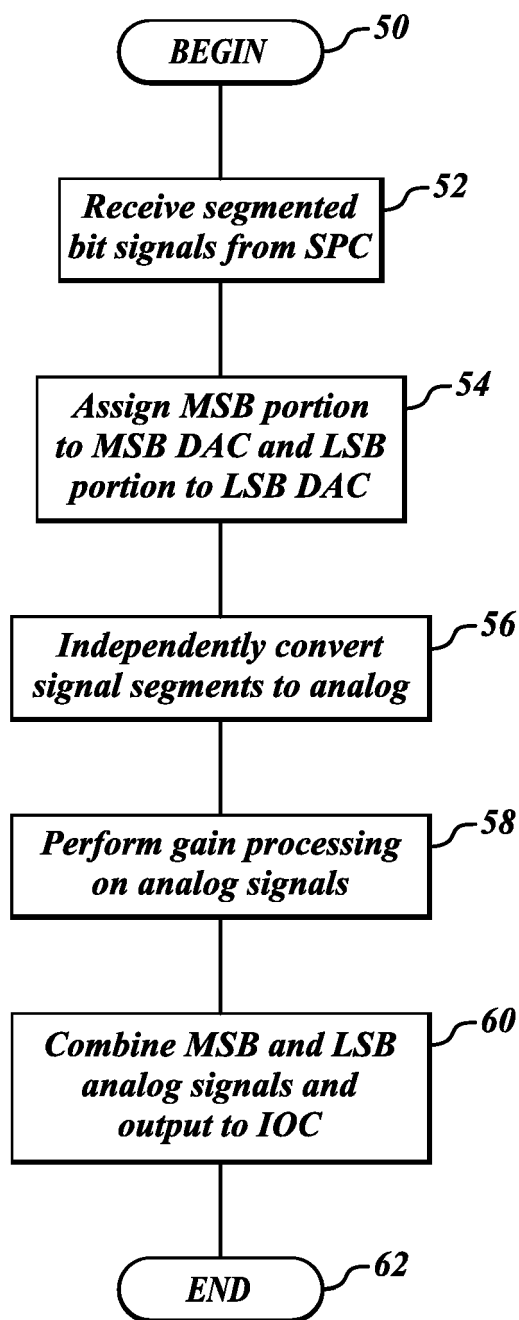 BEGIN
50
Receive segmented
bit signals from SPC
52
Assign MSB portion
to MSB DAC and LSB
portion to LSB DAC
54
Independently convert
signal segments to analog
56
Perform gain processing
on analog signals
58
Combine MSB and LSB
analog signals and
output to IOC
60
END
62